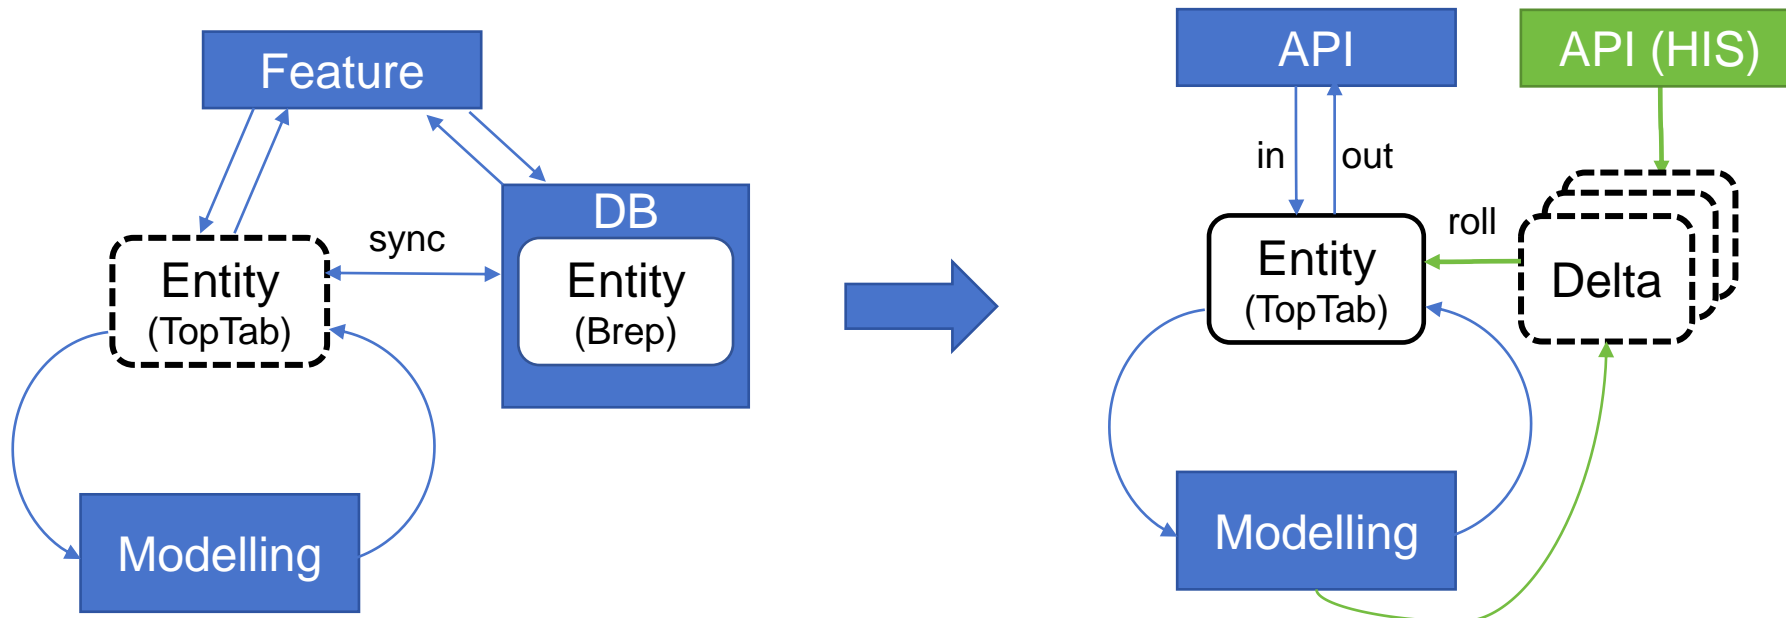 Feature
DB
sync
Entity
(TopTab)
Entity
(Brep)
Modelling
API
API (HIS)
in
out
roll
Entity
(TopTab)
Delta
Modelling